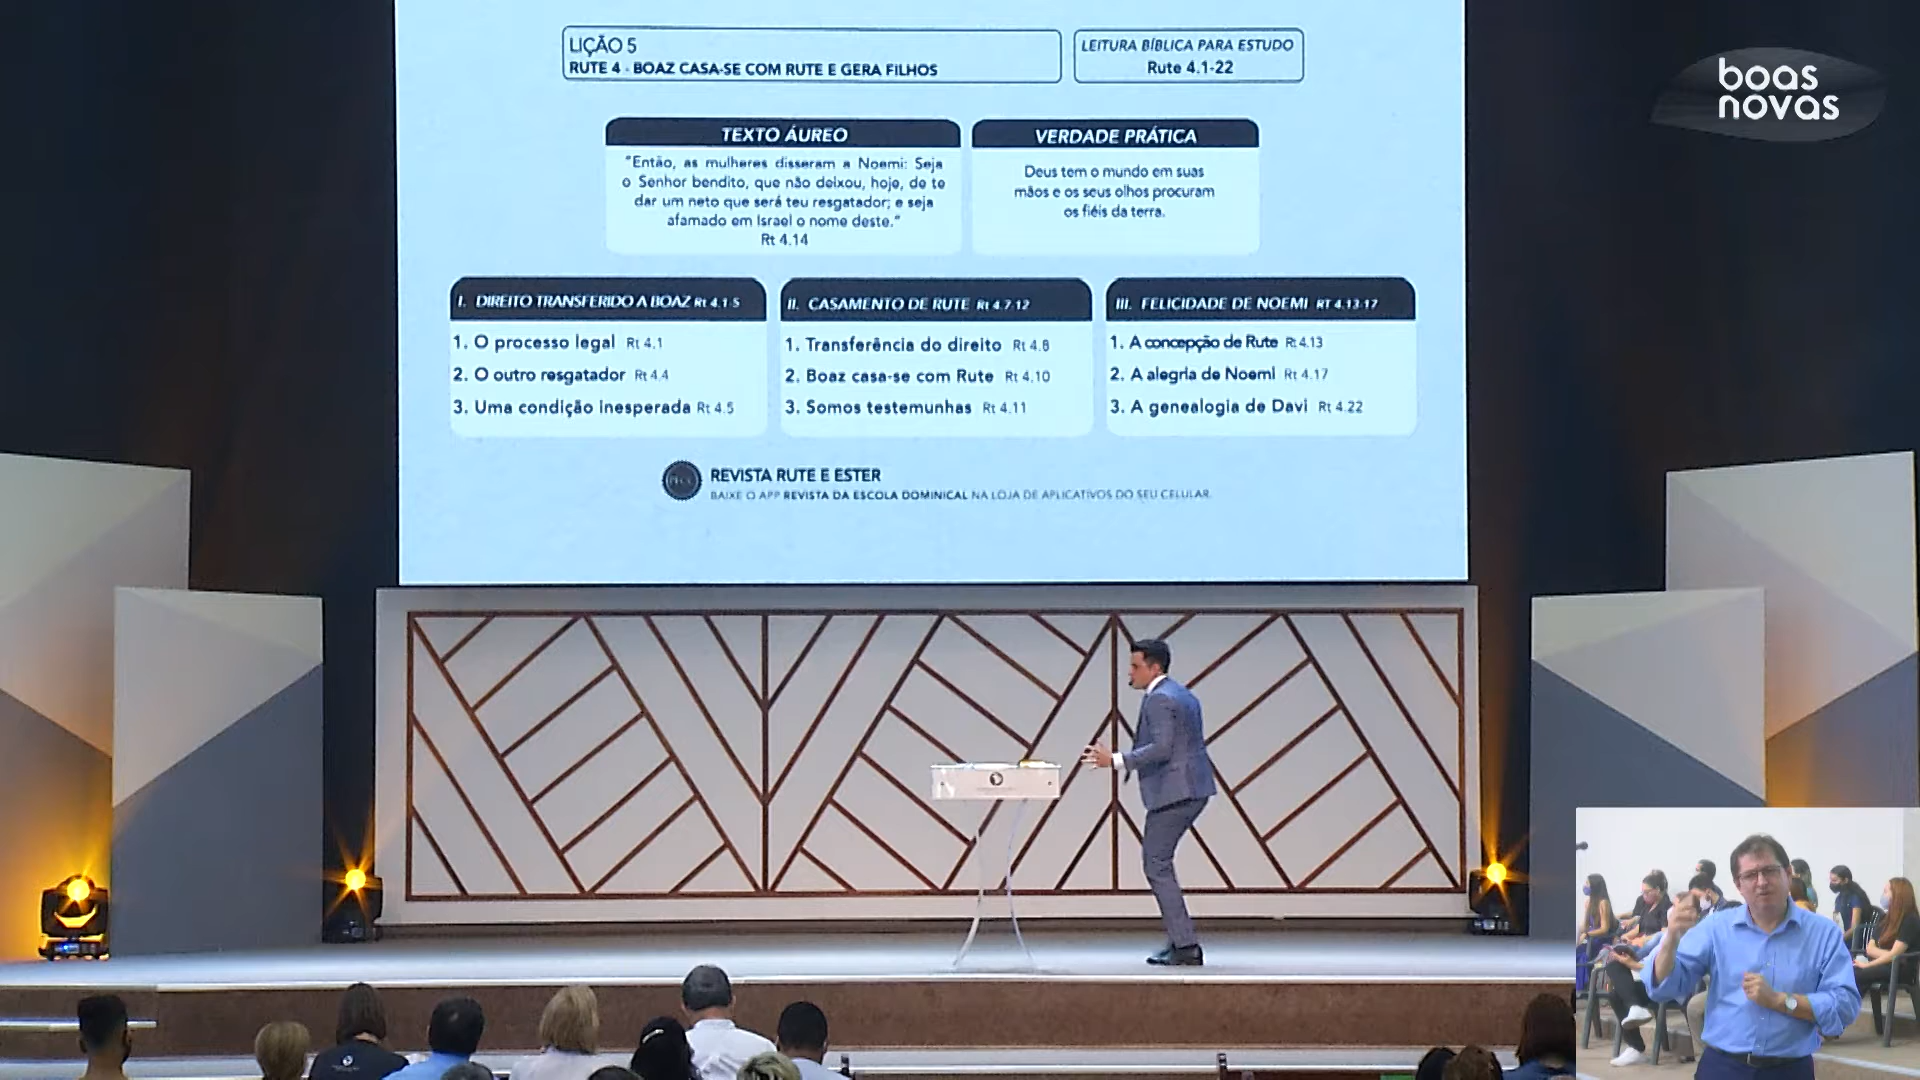 LIÇÃO 5
RUTE 4 - BOAZ CASA-SE COM RUTE E GERA FILHOS
LEITURA BÍBLICA PARA ESTUDO
Rute 4.1-22
boas
novas
TEXTO ÁUREO
"Então, as mulheres disseram a Noemi: Seja
o Senhor bendito, que não deixou, hoje, de te
dar um neto que será teu resgatador; e seja
afamado em Israel o nome deste."
Rt 4.14
VERDADE PRÁTICA
Deus tem o mundo em suas
mãos e os seus olhos procuram
os fiéis da terra.
I. DIREITO TRANSFERIDO A BOAZ Rt 4.1-5
1. O processo legal Rt 4.1
2. O outro resgatador Rt 4.4
3. Uma condição inesperada Rt 4.5
II. CASAMENTO DE RUTE Rt 4.7-12
1. Transferência do direito Rt 4.8
2. Boaz casa-se com Rute Rt 4.10
3. Somos testemunhas Rt 4.11
III. FELICIDADE DE NOEMI RT 4.13-17
1. A concepção de Rute Rt 4.13
2. A alegria de Noemi Rt 4.17
3. A genealogia de Davi Rt 4.22
REVISTA RUTE E ESTER
BAIXE O APP REVISTA DA ESCOLA DOMINICAL NA LOJA DE APLICATIVOS DO SEU CELULAR.